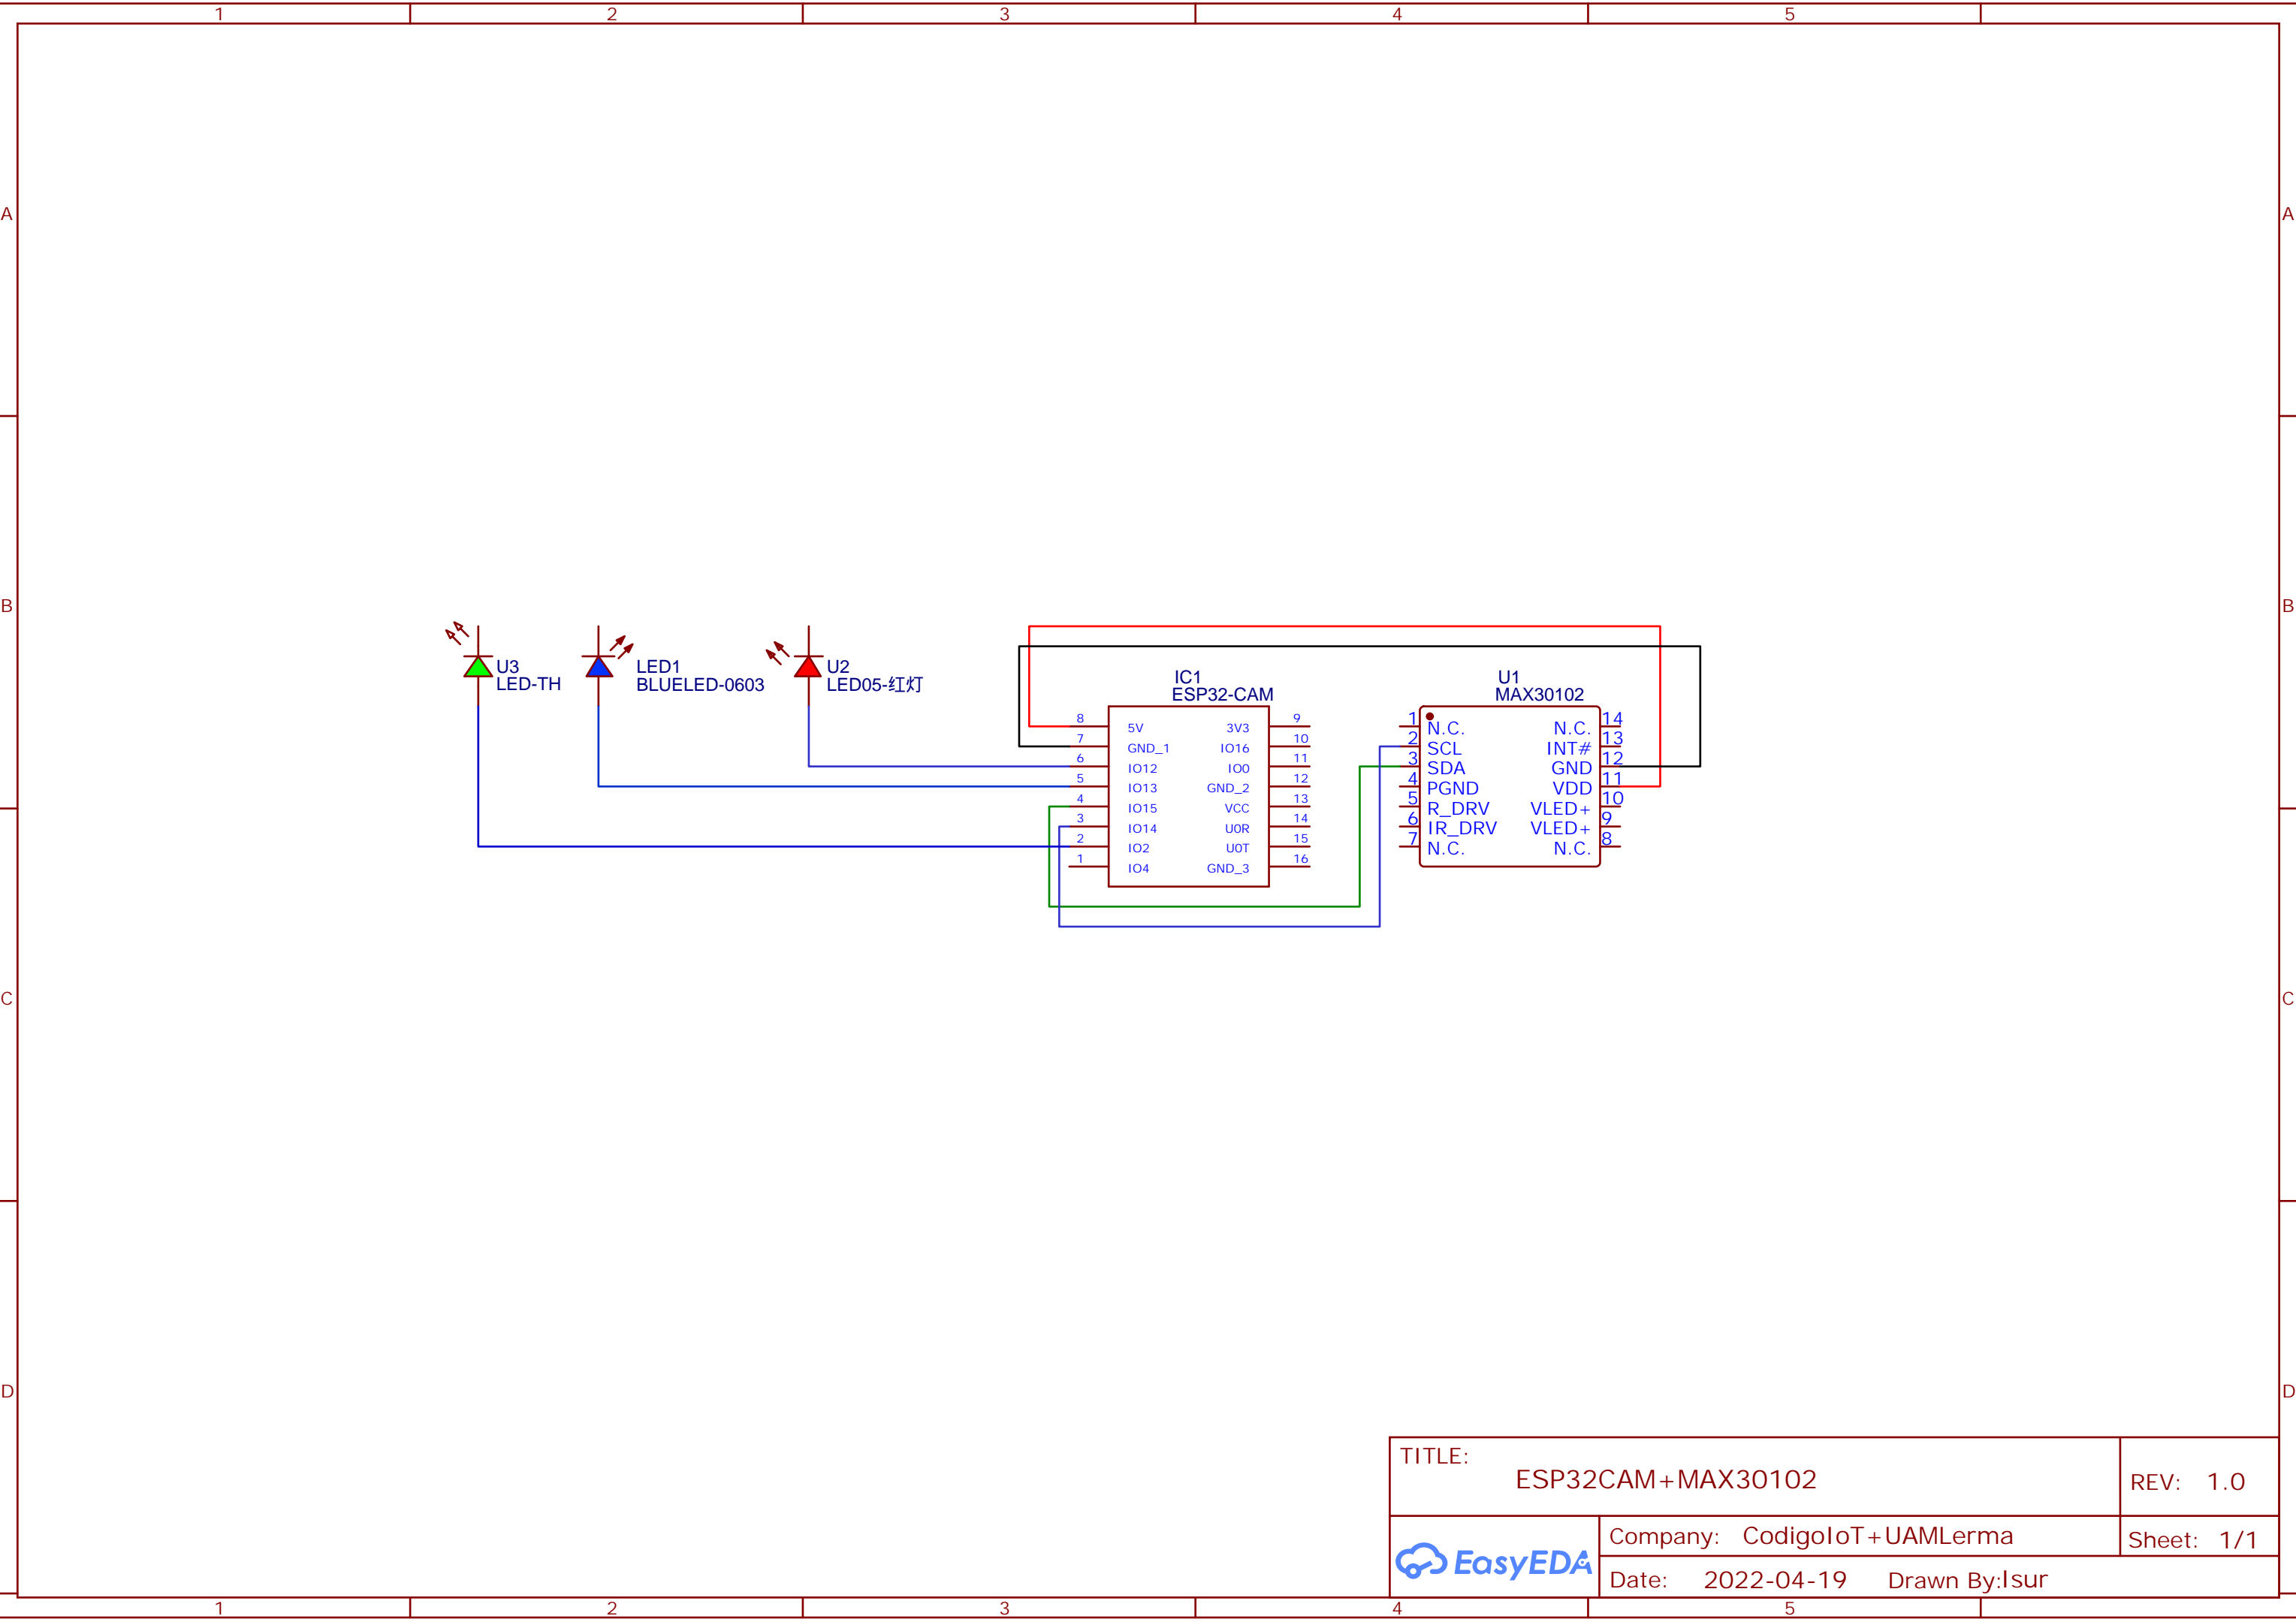 1 2 3 4 5
A A
B B
C C
D D
U3
LED-TH
LED1
BLUELED-0603
U2
LED05-红灯
IC1
ESP32-CAM
8 5V 3V3 9
7 GND_1 IO16 10
6 IO12 IO0 11
5 IO13 GND_2 12
4 IO15 VCC 13
3 IO14 U0R 14
2 IO2 U0T 15
1 IO4 GND_3 16
U1
MAX30102
1 N.C. N.C. 14
2 SCL INT# 13
3 SDA GND 12
4 PGND VDD 11
5 R_DRV VLED+ 10
6 IR_DRV VLED+ 9
7 N.C. N.C. 8
TITLE:
ESP32CAM+MAX30102
REV: 1.0
EasyEDA
Company: CodigoIoT+UAMLerma
Sheet: 1/1
Date: 2022-04-19 Drawn By:Isur
1 2 3 4 5